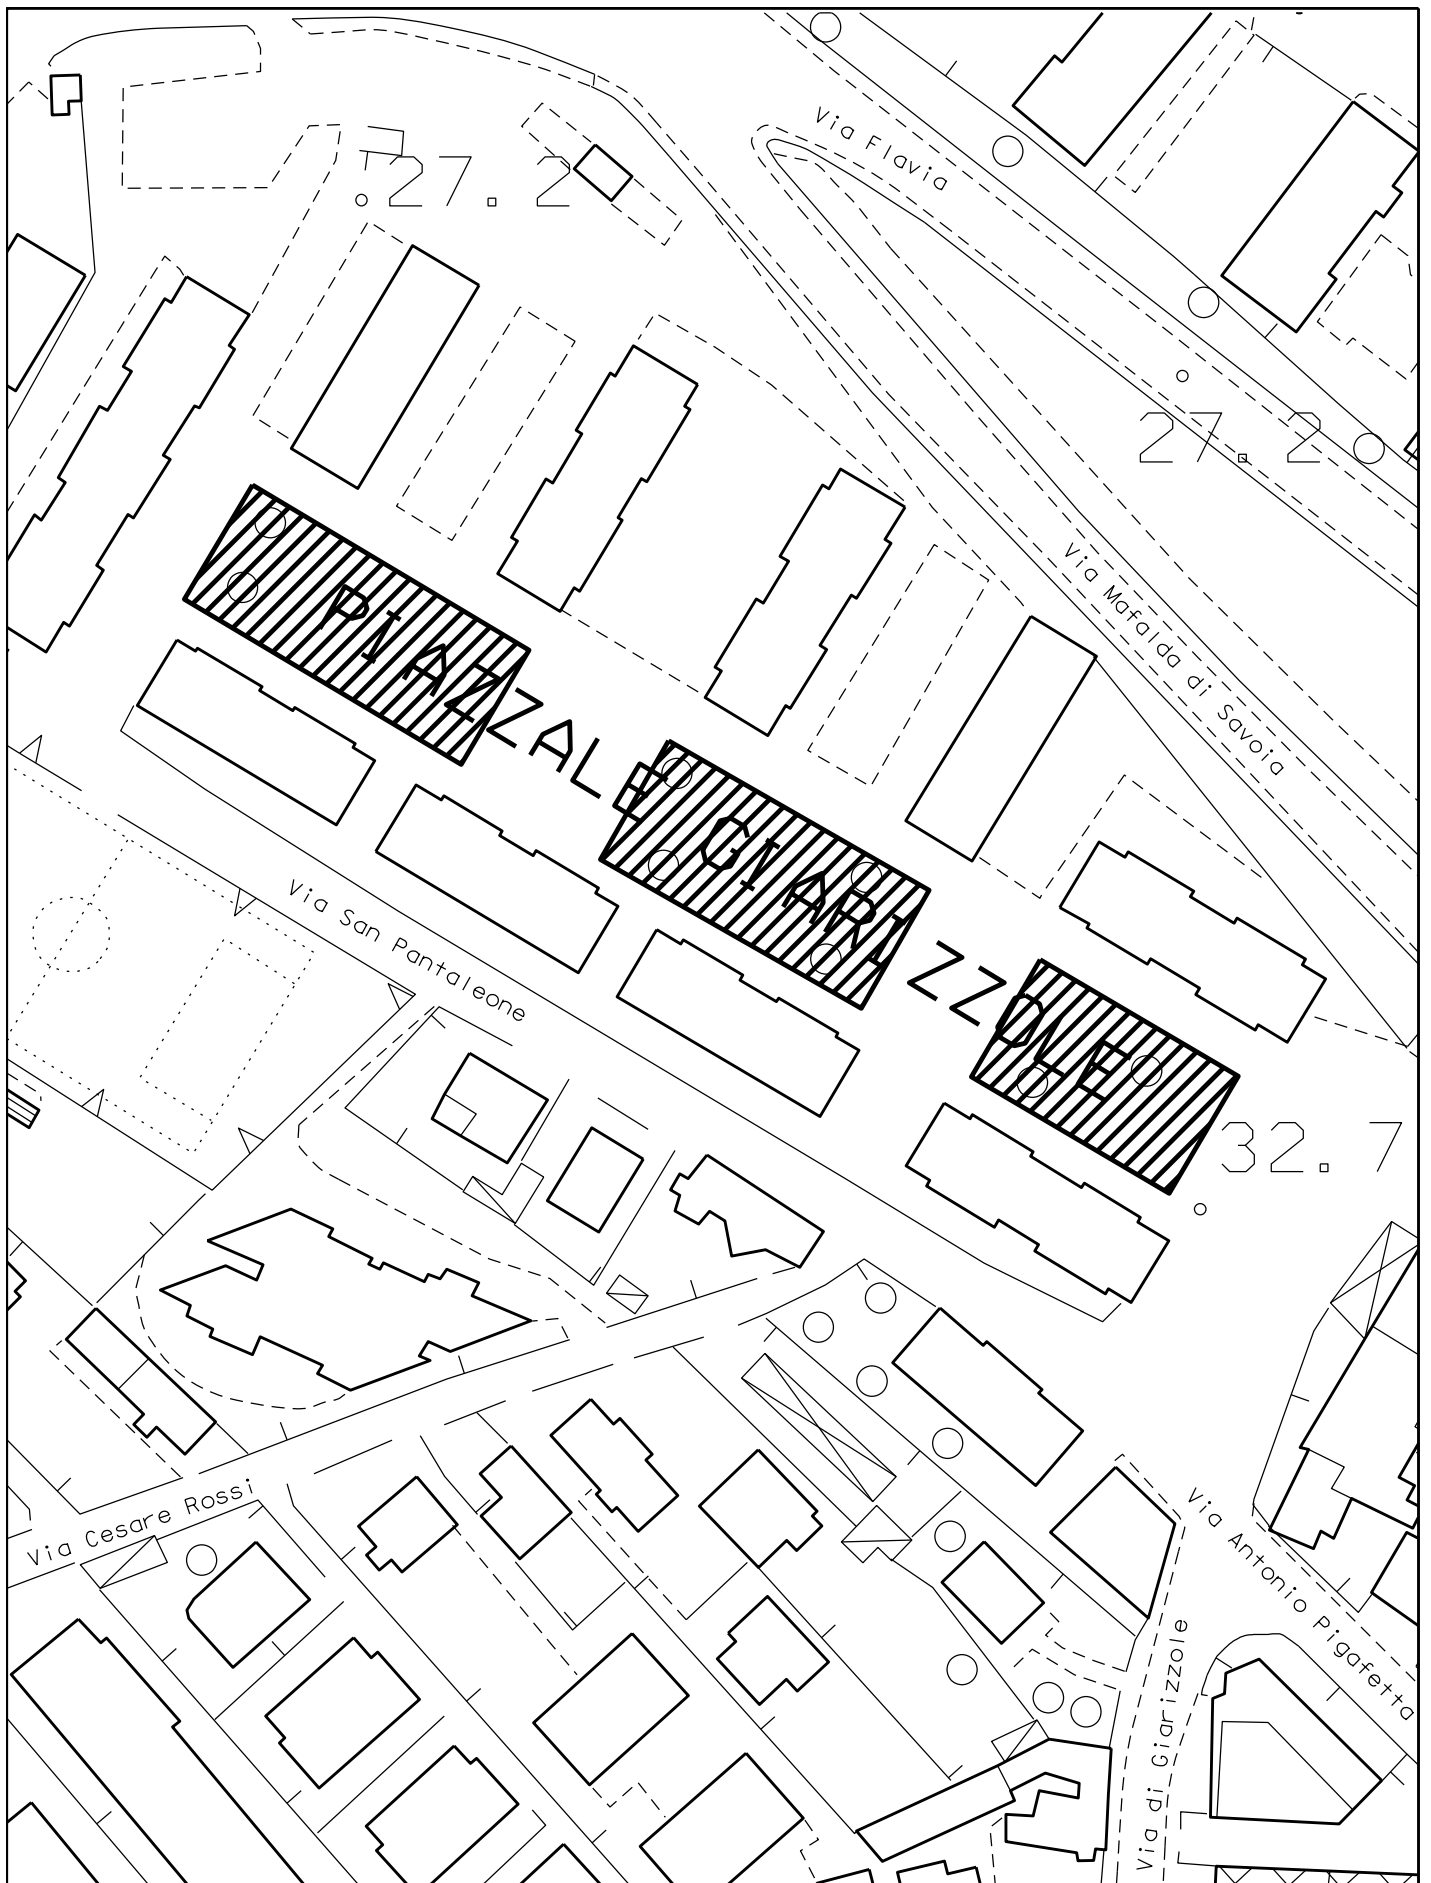 Via Flavia
.27. 2
27. 2
Via Mafalda di Savoia
PIAZZALE GIARIZZOLE
Via San Pantaleone
32. 7
Via Cesare Rossi
Via Antonio Pigafetta
Via di Giarizzole